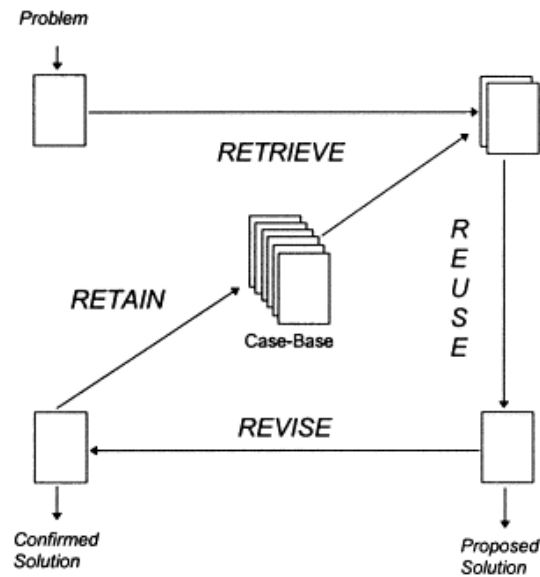 Problem
RETRIEVE
R
E
U
S
E
RETAIN
Case-Base
REVISE
Confirmed
Solution
Proposed
Solution